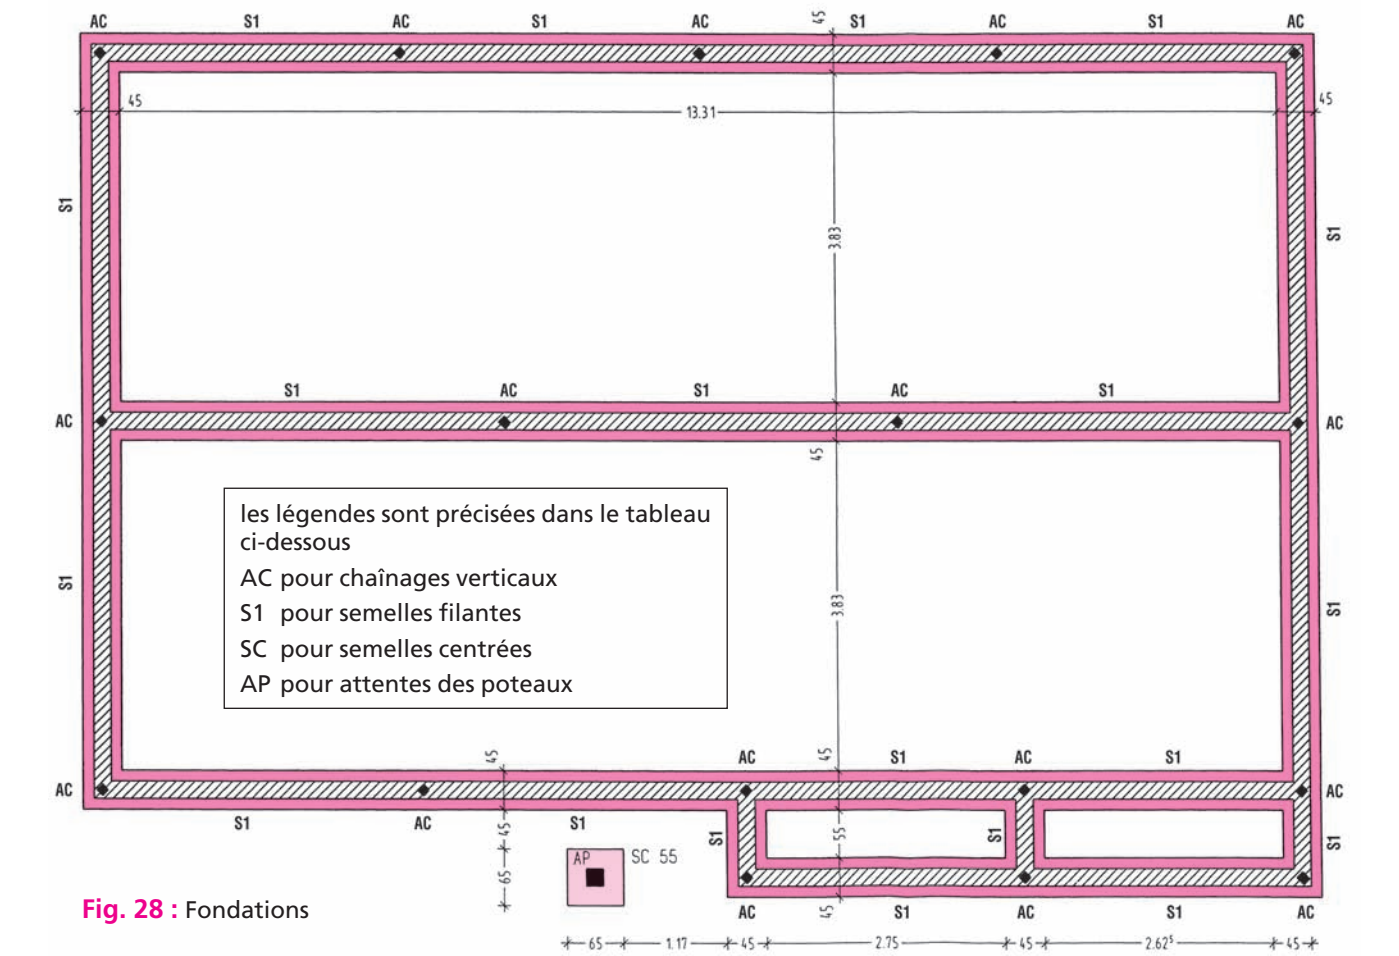 AC S1 AC S1 AC 45 S1 AC S1 AC
45 13.31 45
S1 3.83 S1
S1 AC S1 AC S1
AC AC
45
les légendes sont précisées dans le tableau
ci-dessous
AC pour chaînages verticaux
S1 pour semelles filantes
SC pour semelles centrées
AP pour attentes des poteaux
S1 3.83 S1
45 AC 45 S1 AC S1
AC AC
S1 AC 45 S1 S1 55 S1 S1
AP SC 55
65
Fig. 28 : Fondations
AC 45 S1 AC S1 AC
65 1.17 45 2.75 45 2.62⁵ 45